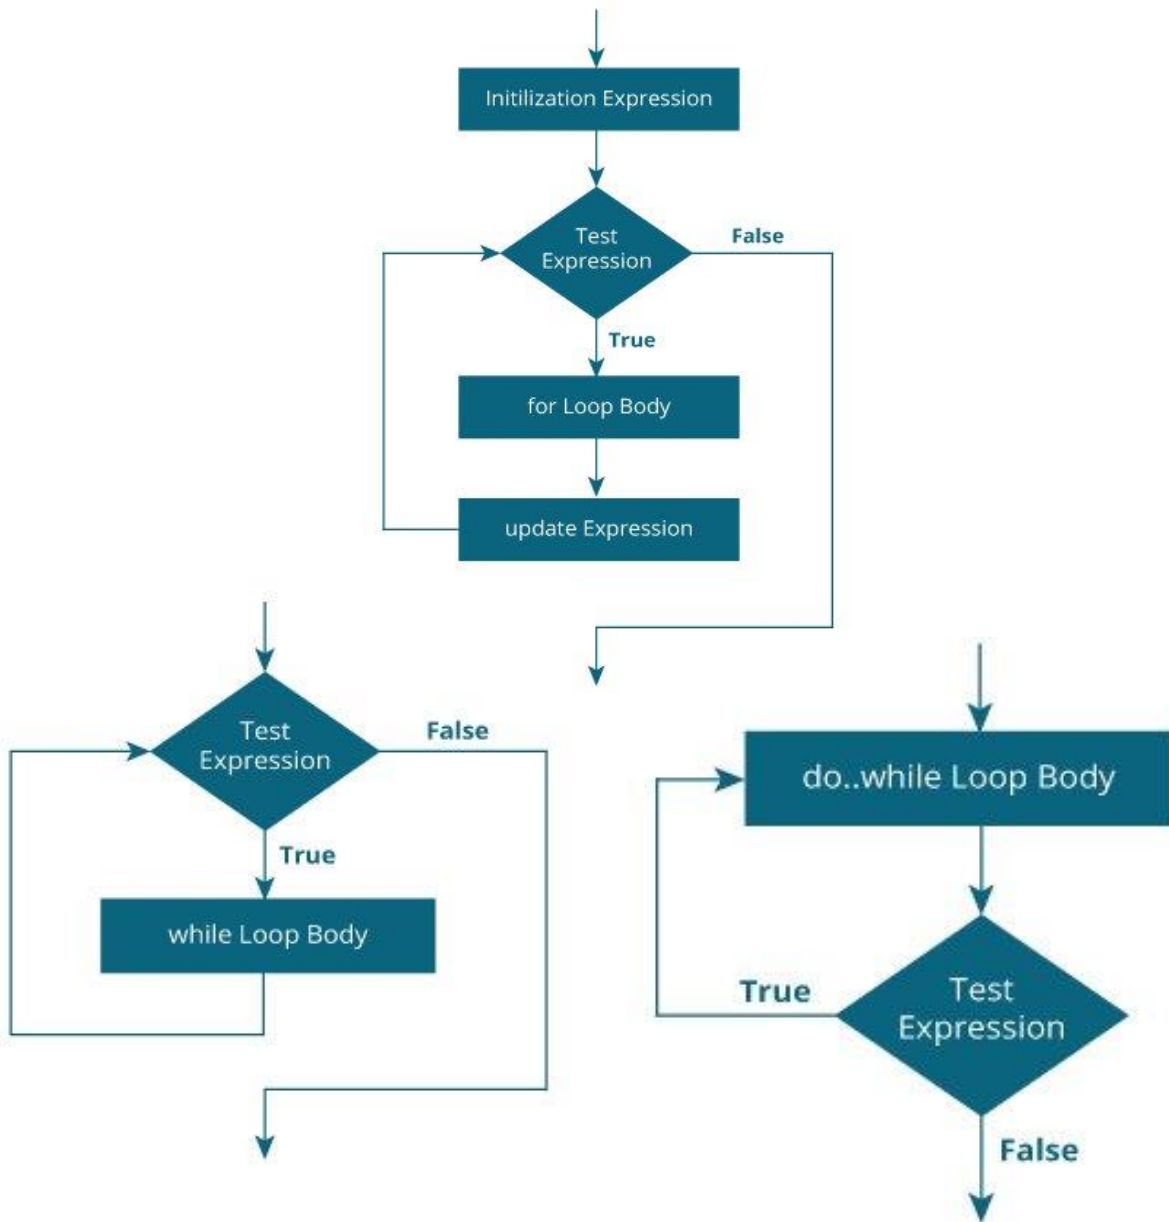 Initilization Expression
Test
Expression
False
True
for Loop Body
update Expression
Test
Expression
False
True
while Loop Body
do..while Loop Body
Test
Expression
True
False